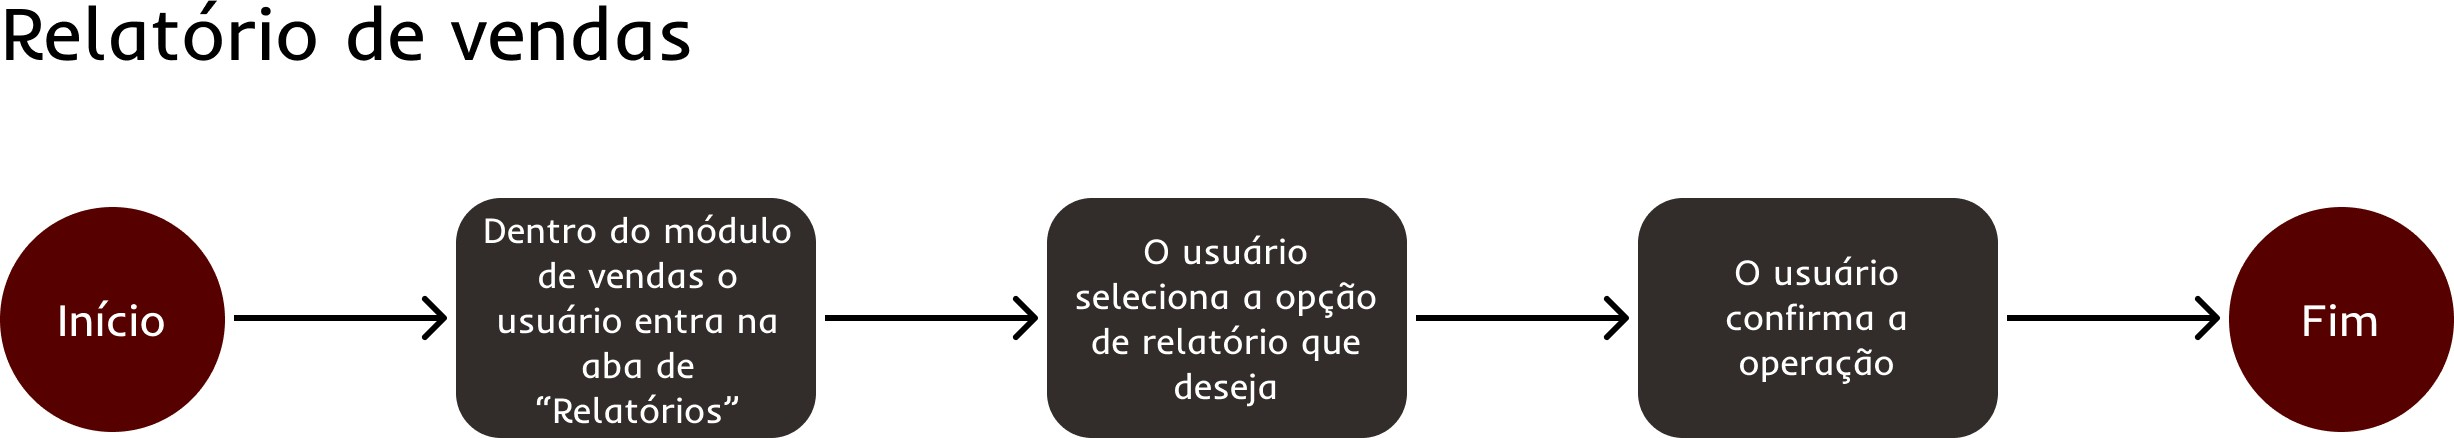 Relatório de vendas
Início
Dentro do módulo
de vendas o
usuário entra na
aba de
“Relatórios”
O usuário
seleciona a opção
de relatório que
deseja
O usuário
confirma a
operação
Fim